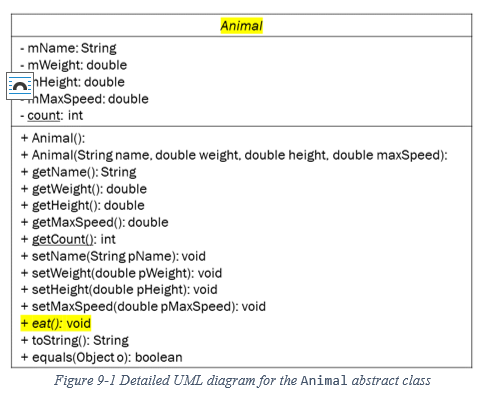 Animal
- mName: String
- mWeight: double
mHeight: double
- mMaxSpeed: double
- count: int
+ Animal():
+ Animal(String name, double weight, double height, double maxSpeed):
+ getName(): String
+ getWeight(): double
+ getHeight(): double
+ getMaxSpeed(): double
+ getCount(): int
+ setName(String pName): void
+ setWeight(double pWeight): void
+ setHeight(double pHeight): void
+ setMaxSpeed(double pMaxSpeed): void
+ eat(): void
+ toString(): String
+ equals(Object o): boolean
Figure 9-1 Detailed UML diagram for the Animal abstract class